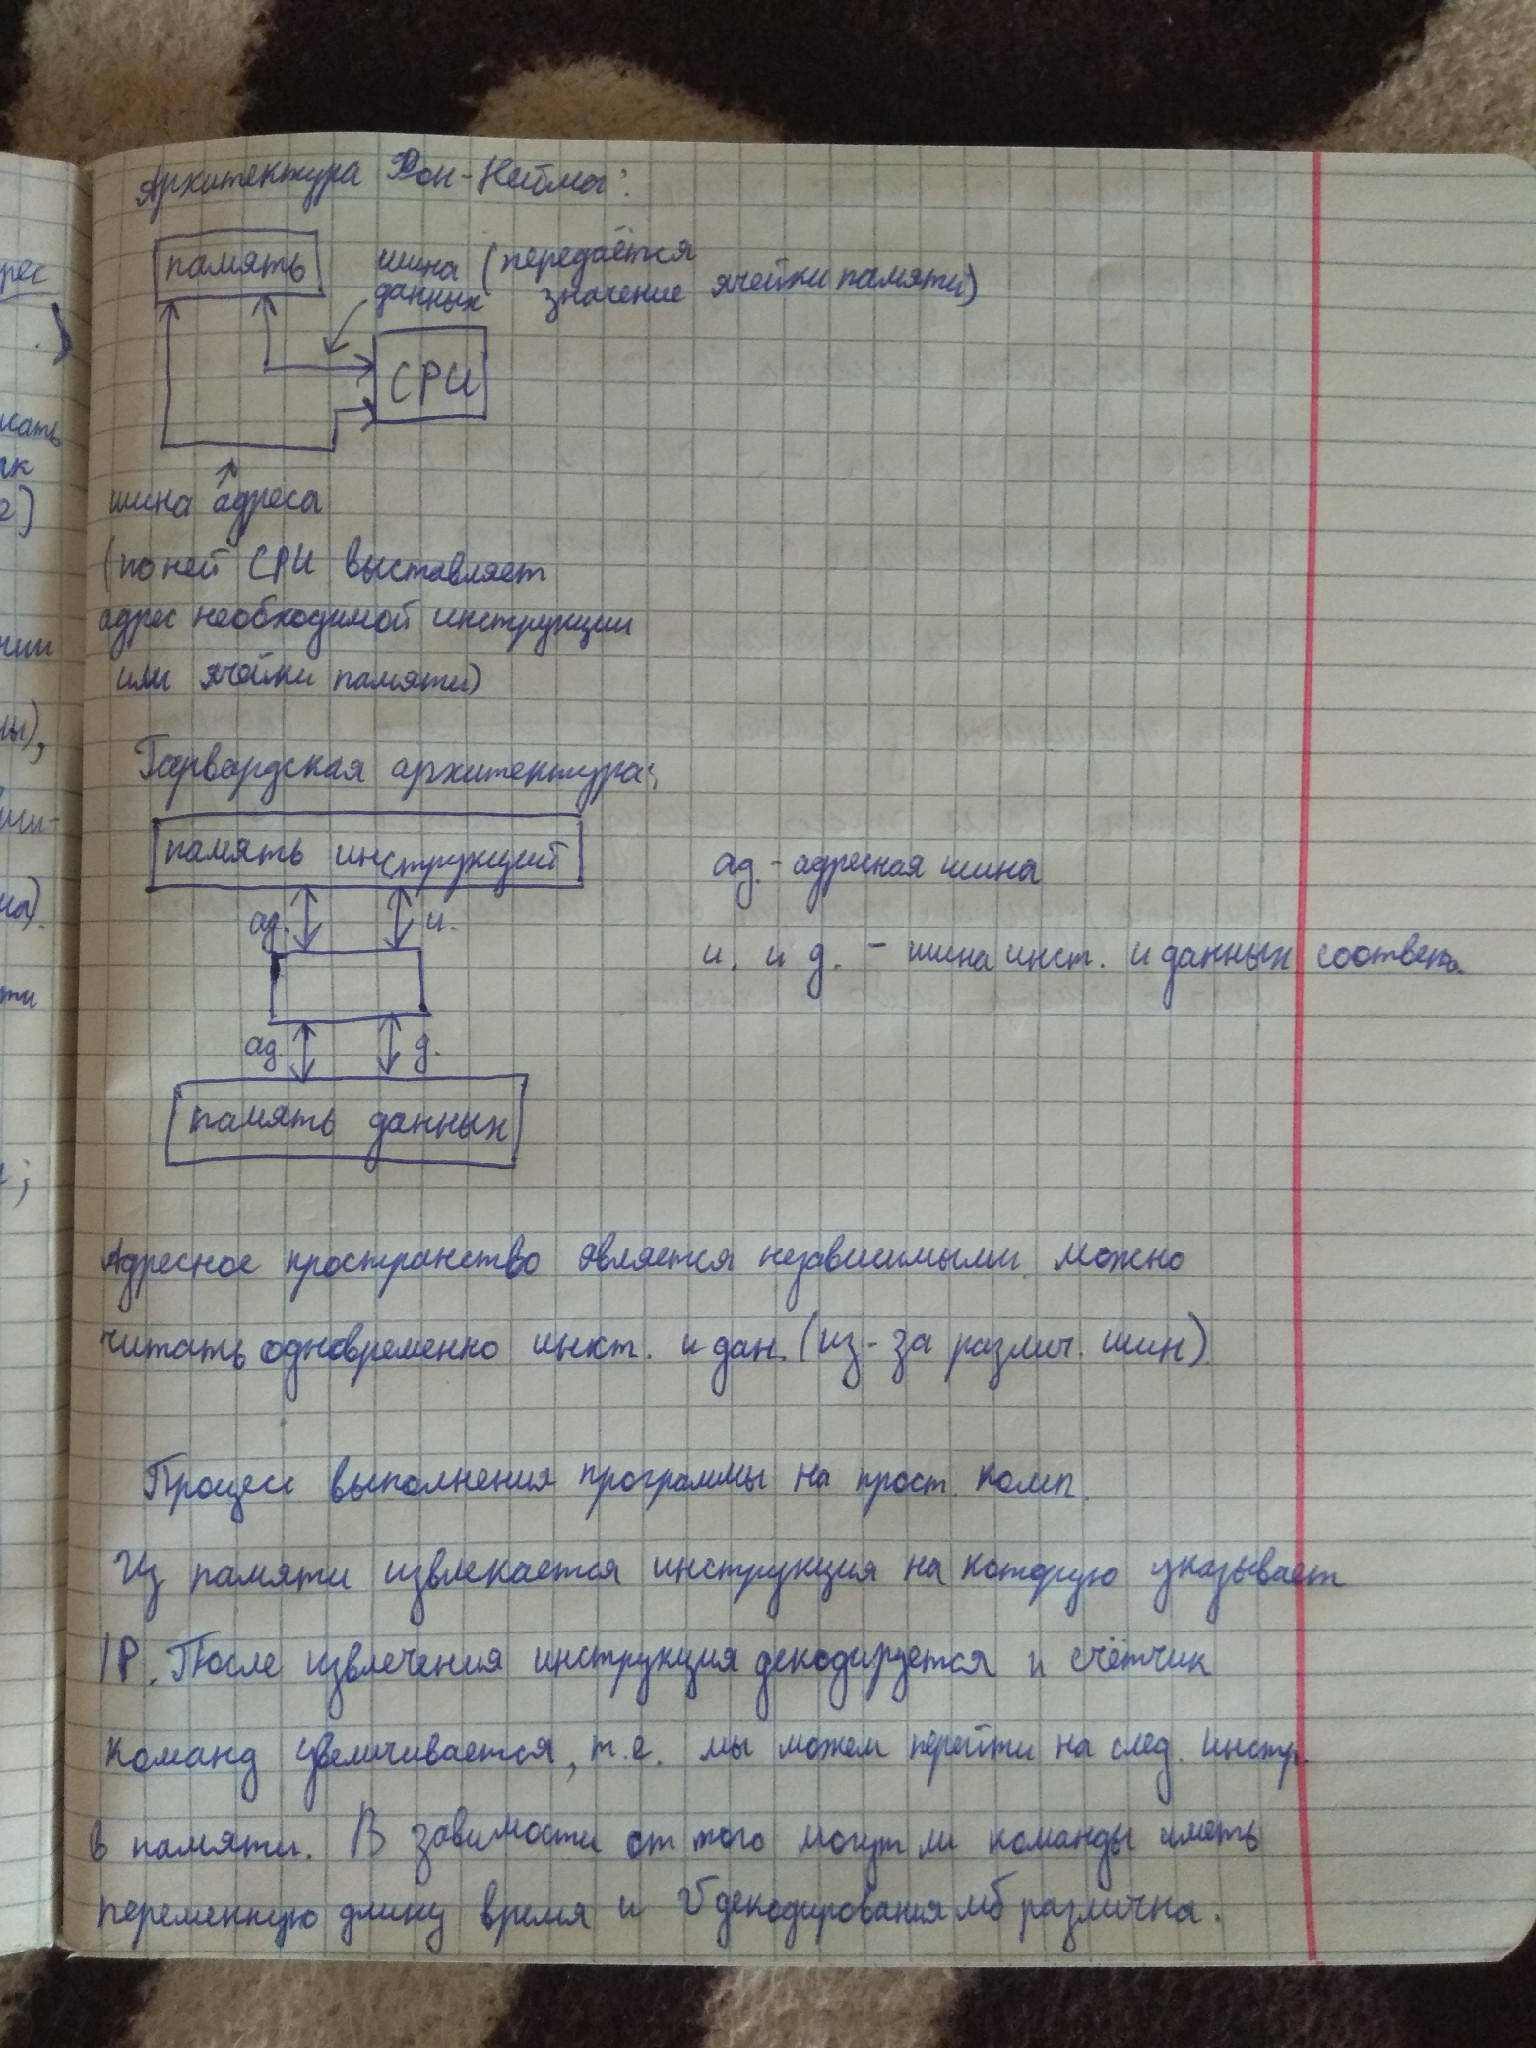 Архитектура Фон-Нейма:
память
шина (передаётся
данных значение ячейки памяти)
CPU
шина адреса
(по ней CPU выставляет
адрес необходимой инструкции
или ячейки памяти)
Гарвардская архитектура:
память инструкций
ад. - адресная шина
ад. и.
и. и д. - шина инст. и данных соответ.
ад. д.
память данных
Адресное пространство является независимыми. можно
читать одновременно инкт. и дан. (из-за различ. шин)
Процесс выполнения программы на прост. комп.
Из памяти извлекается инструкция на которую указывает
IP. После извлечения инструкция декодируется и счётчик
команд увеличивается, т.е. мы можем перейти на след. инстр.
в памяти. В зависмости от того могут ли команды иметь
переменную длину время и декодирования мб различна.